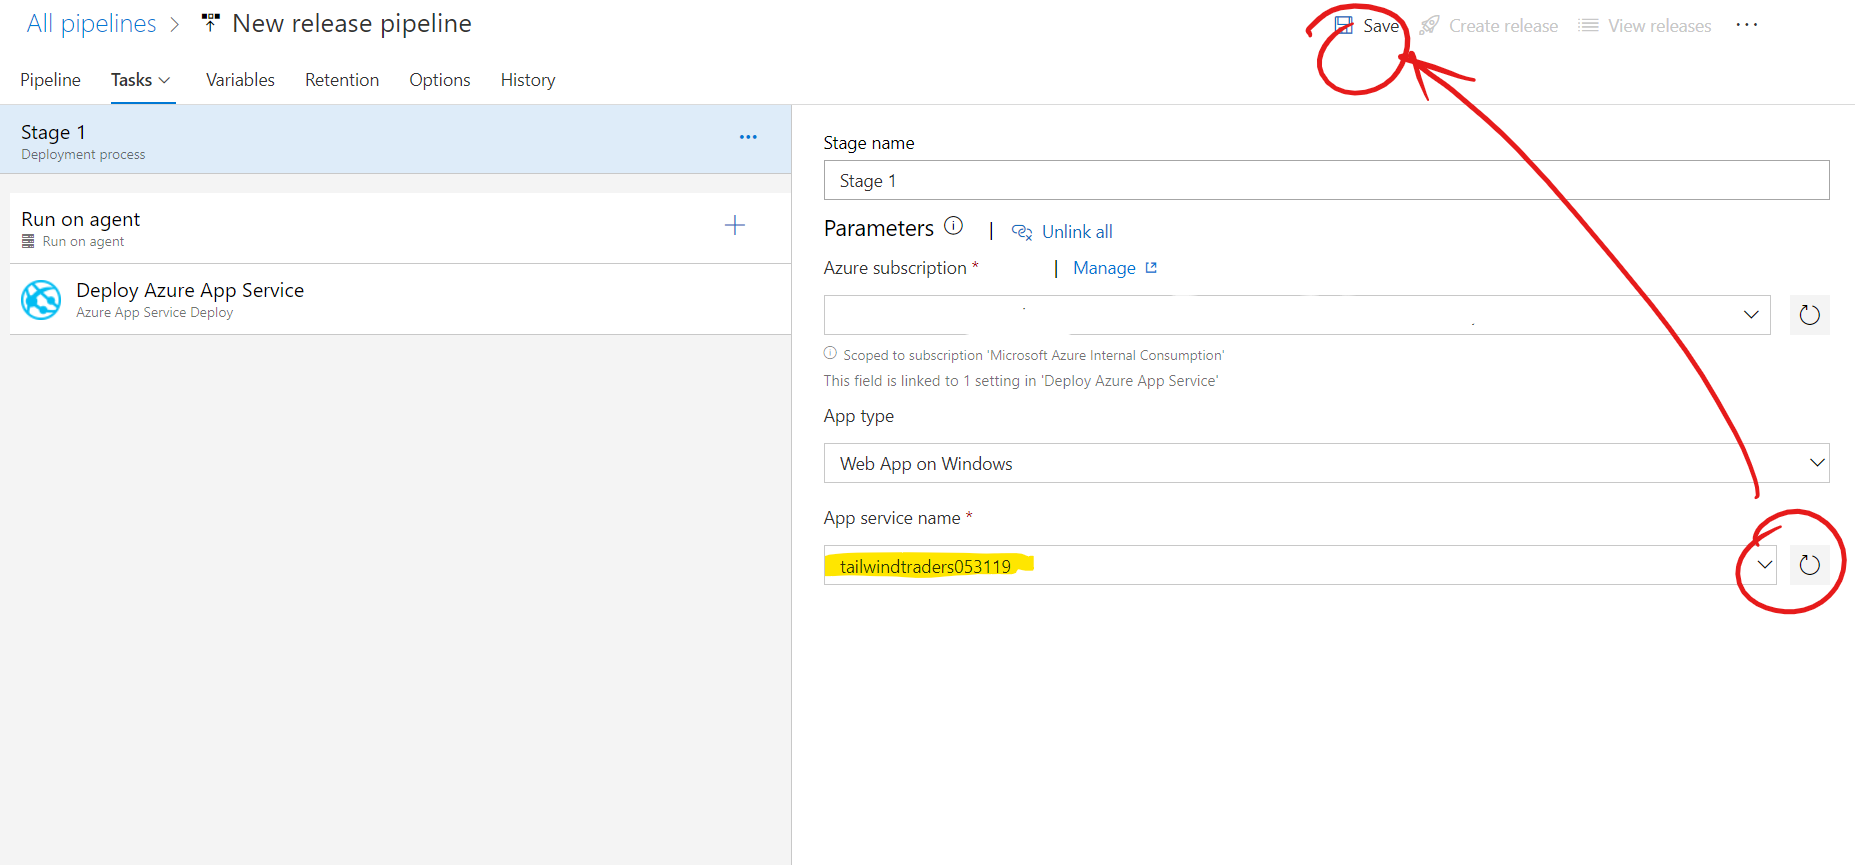 All pipelines > New release pipeline
Save Create release View releases ...
Pipeline Tasks Variables Retention Options History
Stage 1
Deployment process
...
Run on agent
Run on agent
Deploy Azure App Service
Azure App Service Deploy
Stage name
Stage 1
Parameters | Unlink all
Azure subscription * | Manage
Scoped to subscription 'Microsoft Azure Internal Consumption'
This field is linked to 1 setting in 'Deploy Azure App Service'
App type
Web App on Windows
App service name *
tailwindtraders053119